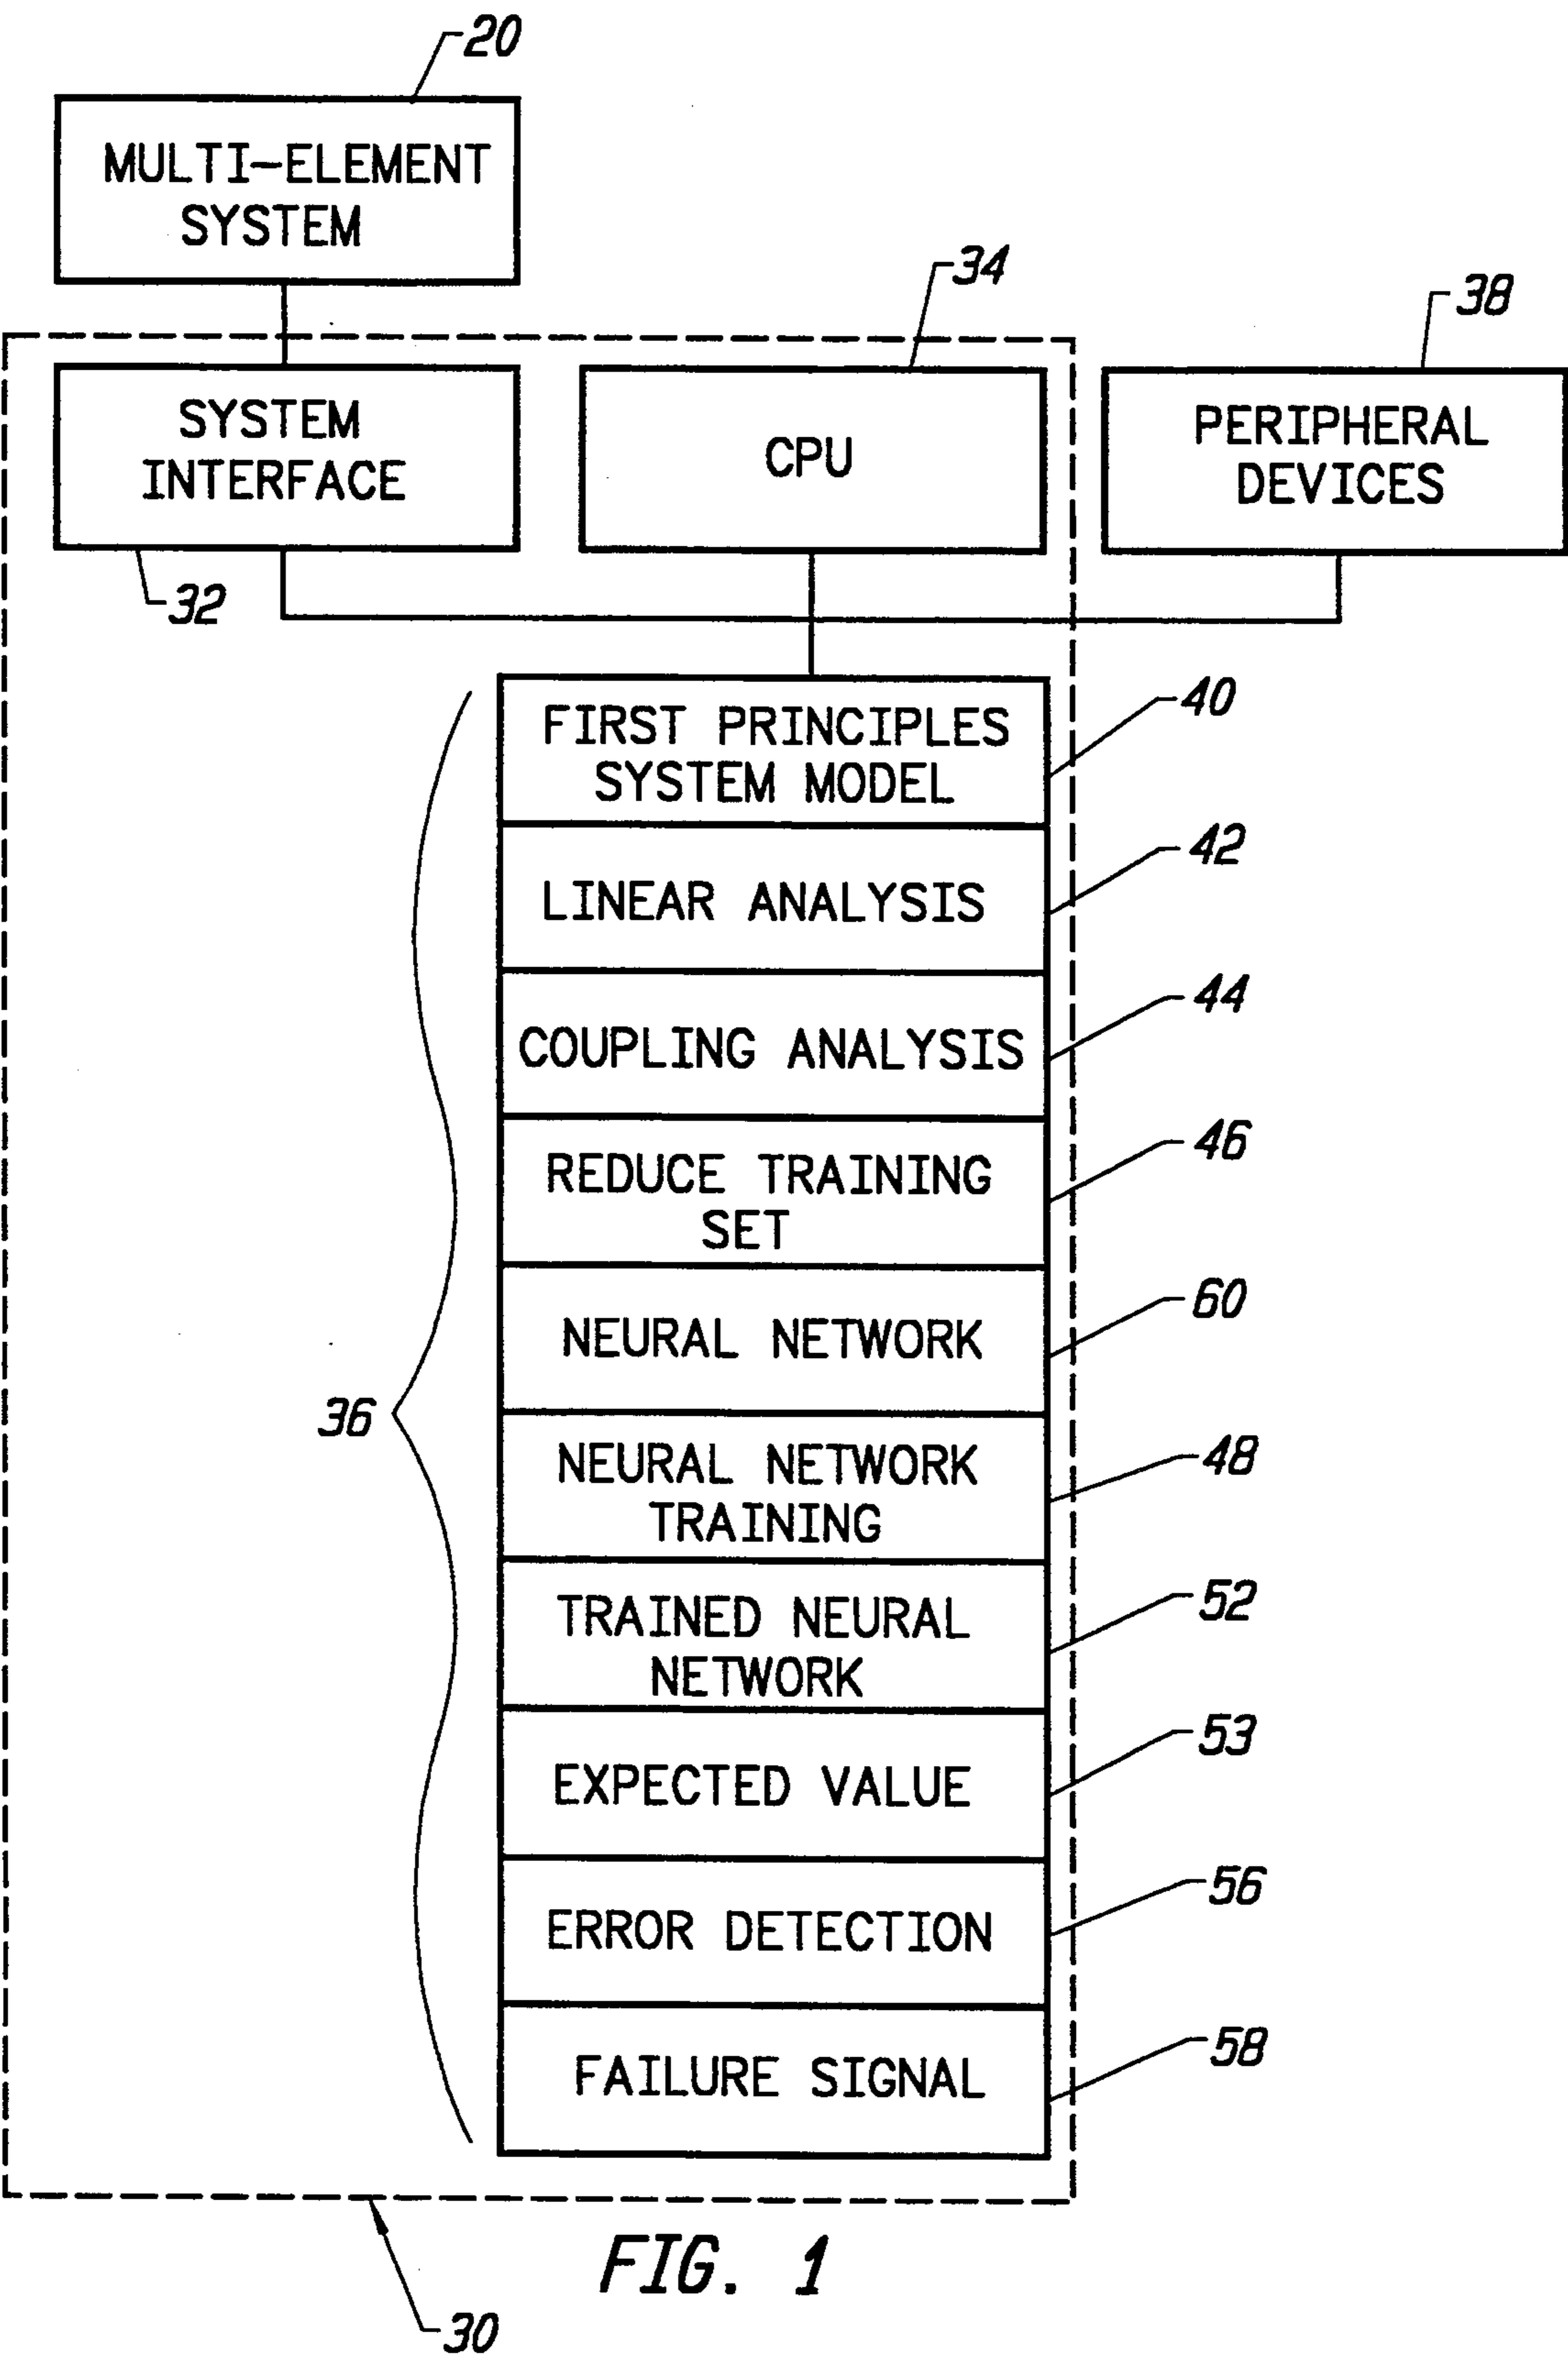 20
MULTI-ELEMENT
SYSTEM
34
38
SYSTEM
INTERFACE
CPU
PERIPHERAL
DEVICES
32
FIRST PRINCIPLES
SYSTEM MODEL
40
LINEAR ANALYSIS
42
COUPLING ANALYSIS
44
REDUCE TRAINING
SET
46
NEURAL NETWORK
60
36
NEURAL NETWORK
TRAINING
48
TRAINED NEURAL
NETWORK
52
EXPECTED VALUE
53
ERROR DETECTION
56
FAILURE SIGNAL
58
FIG. 1
30